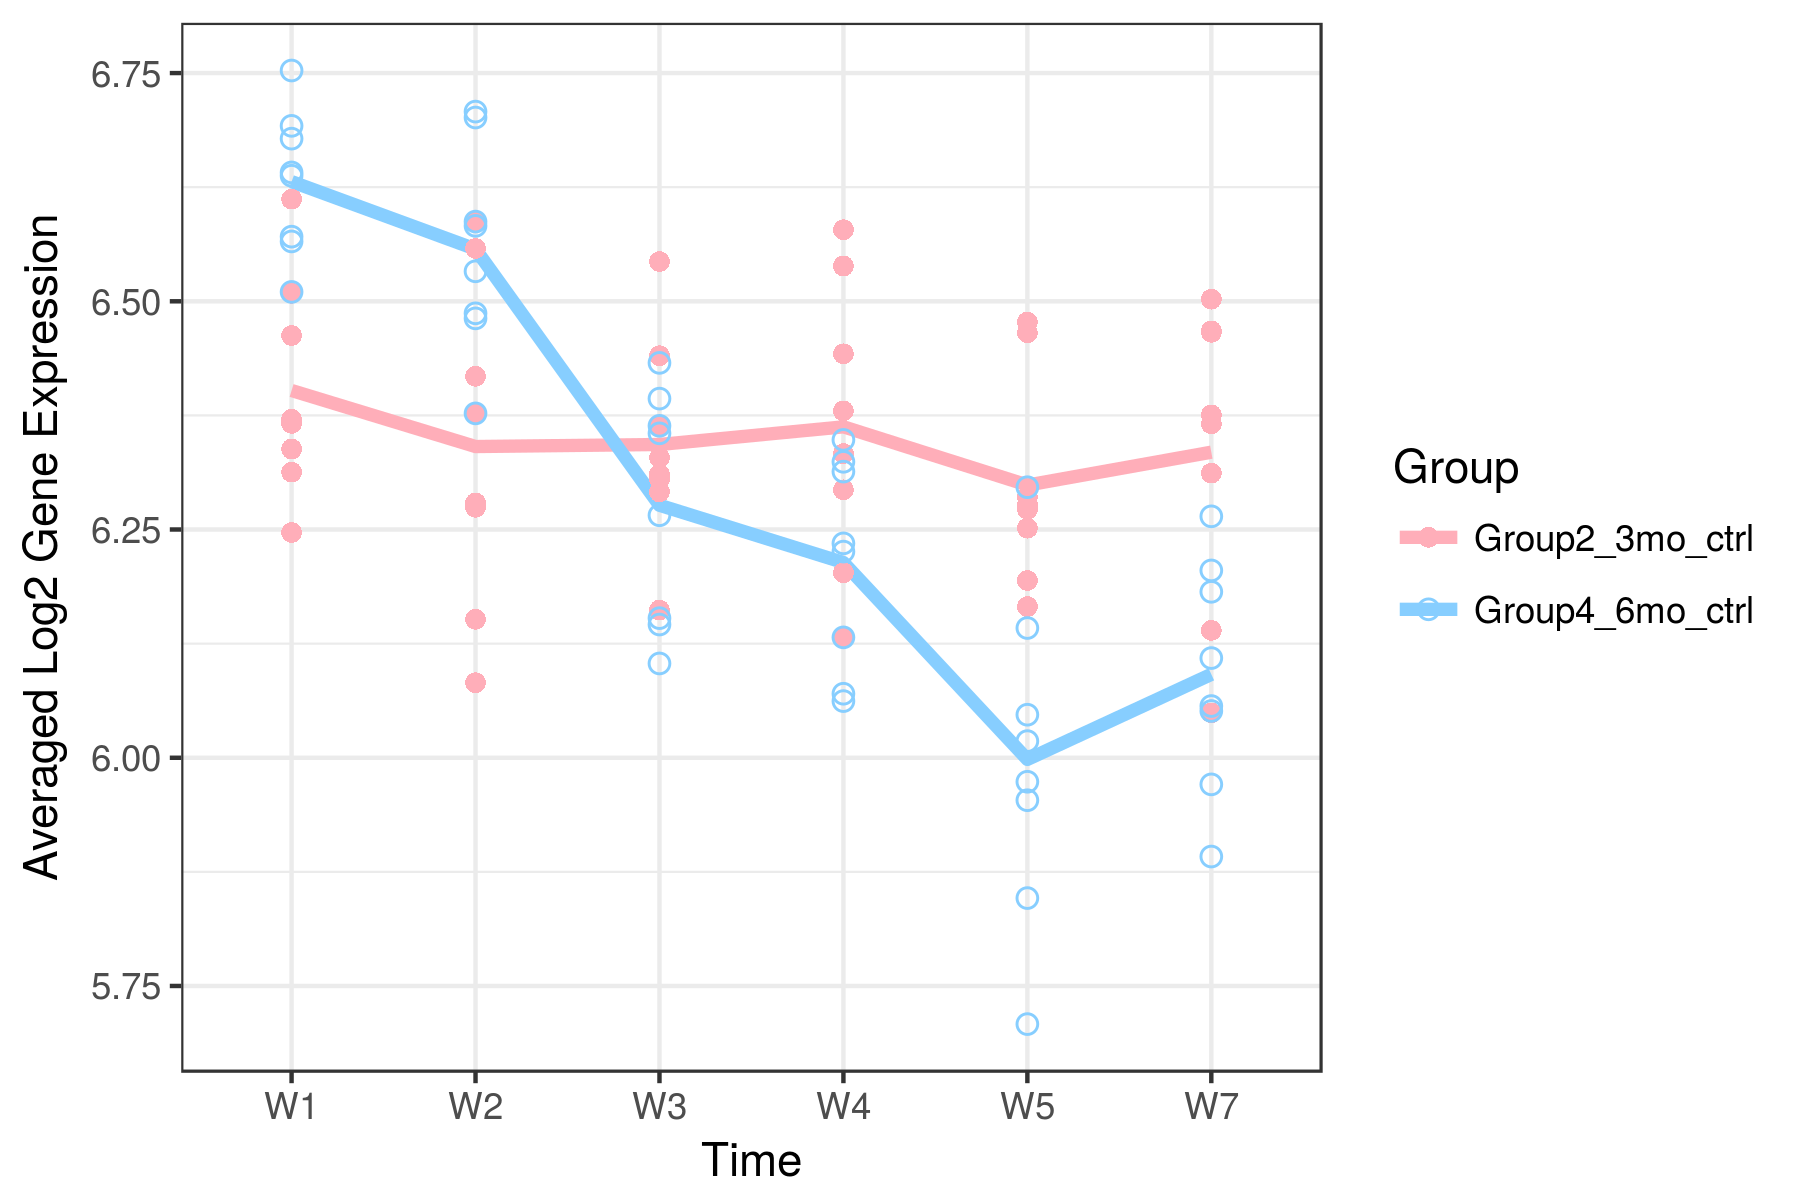 Averaged Log2 Gene Expression
6.75
6.50
6.25
6.00
5.75
W1 W2 W3 W4 W5 W7
Time
Group
Group2_3mo_ctrl
Group4_6mo_ctrl